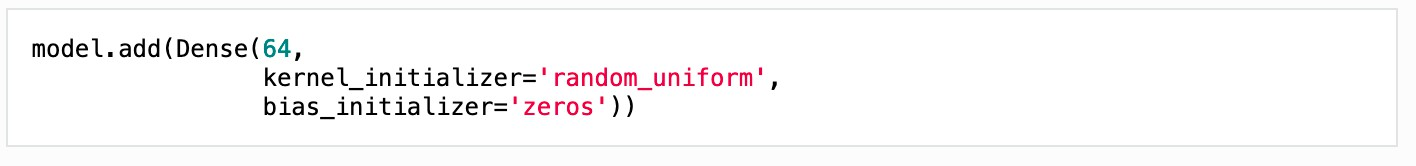 model.add(Dense(64,
                kernel_initializer='random_uniform',
                bias_initializer='zeros'))